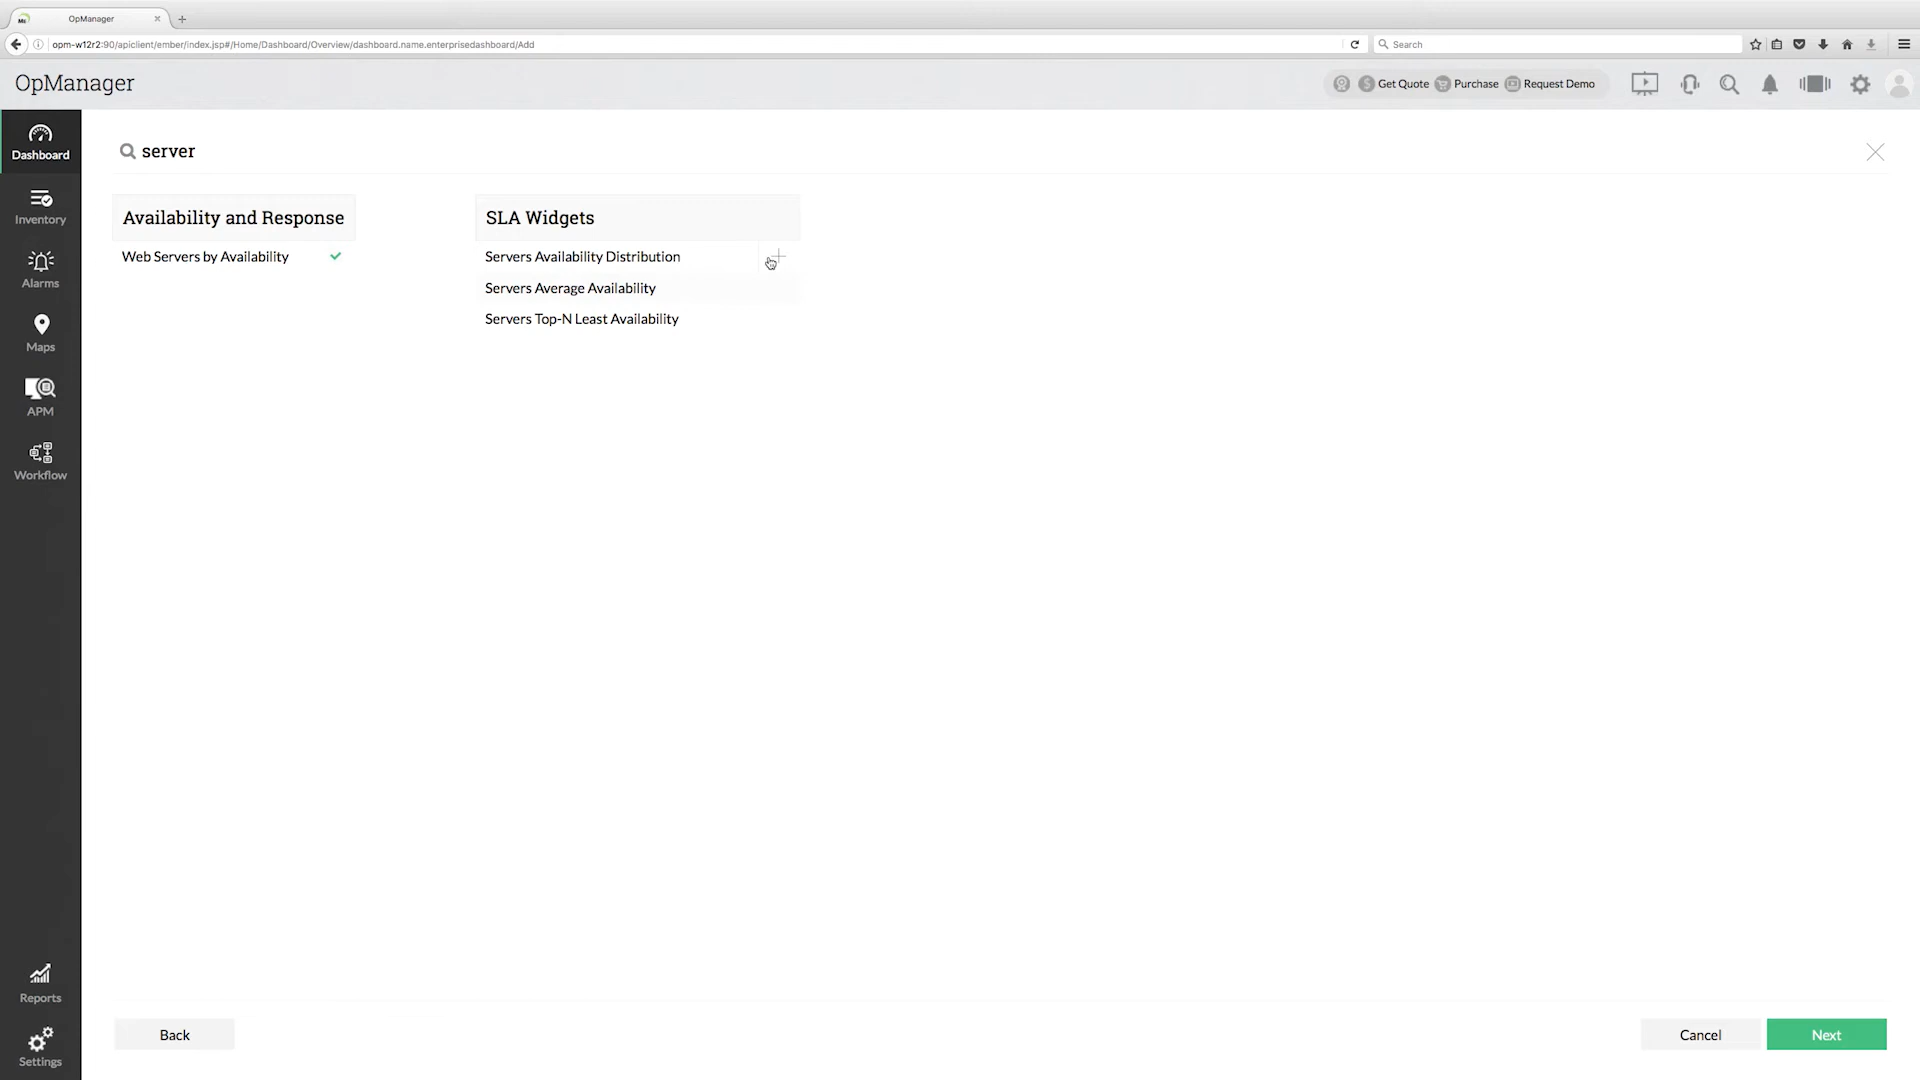 OpManager
opm-w12r2:90/apiclient/ember/index.jsp#/Home/Dashboard/Overview/dashboard.name.enterprisedashboard/Add
Search
OpManager
Get Quote
Purchase
Request Demo
Dashboard
Inventory
Alarms
Maps
APM
Workflow
Reports
Settings
server
Availability and Response
Web Servers by Availability
SLA Widgets
Servers Availability Distribution
Servers Average Availability
Servers Top-N Least Availability
Back
Cancel
Next